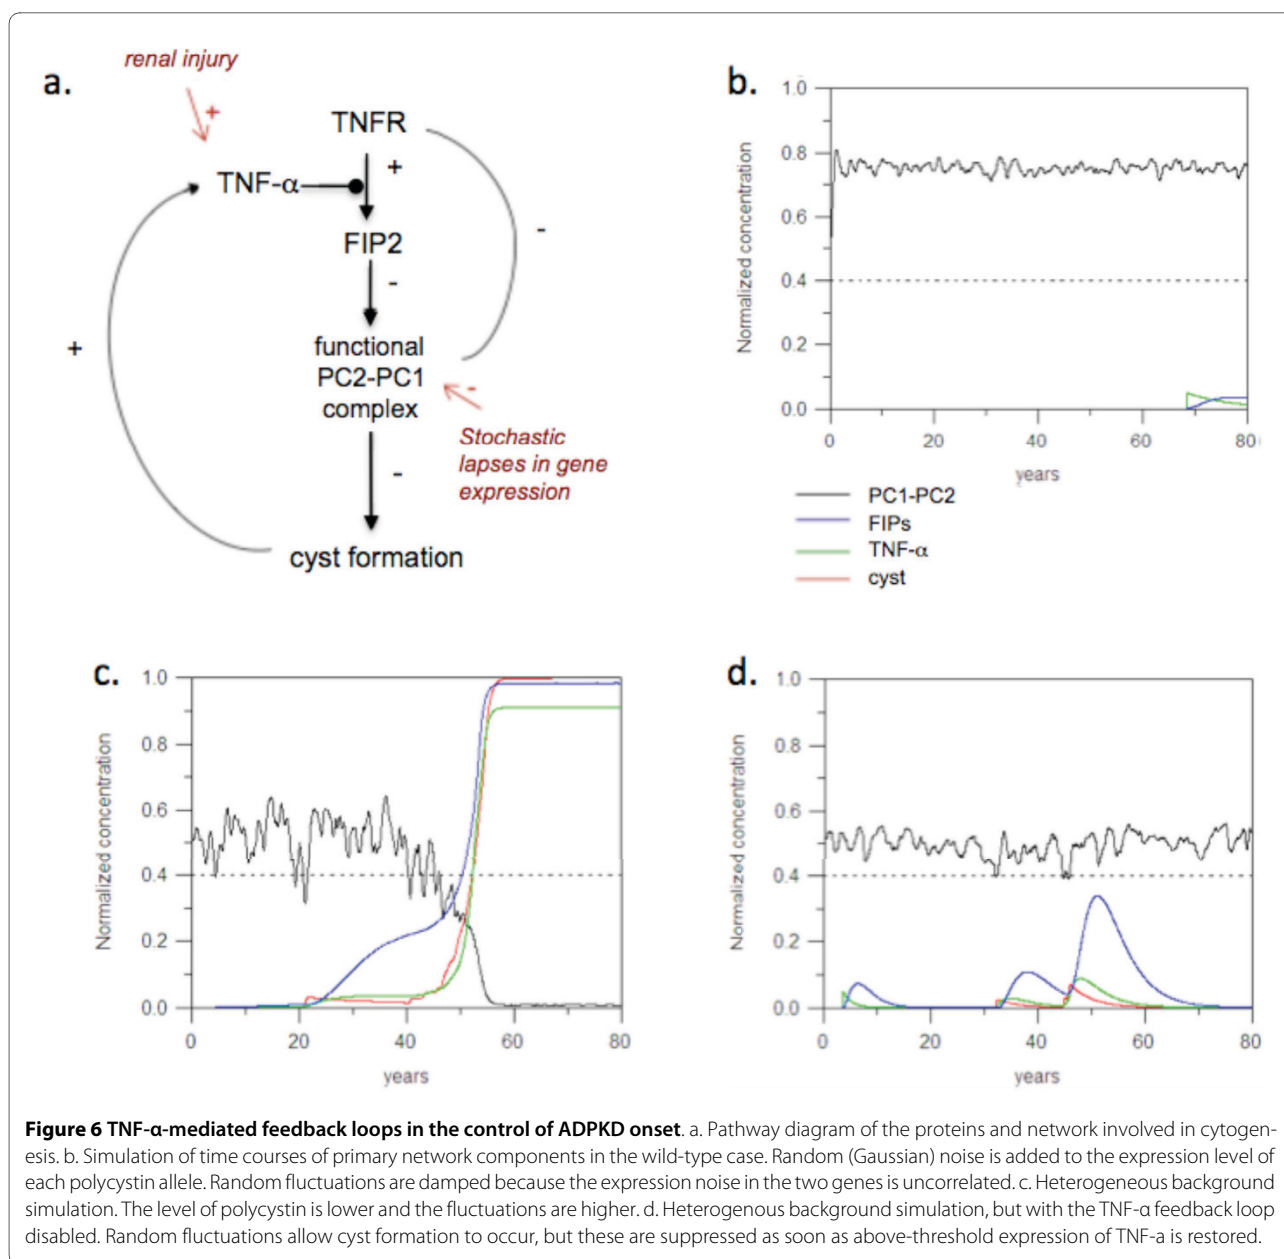 a.
renal injury
+
TNFR
+
TNF-α
FIP2
-
-
functional
PC2-PC1
complex
-
Stochastic
lapses in gene
expression
-
+
cyst formation
b.
1.0
0.8
0.6
0.4
0.2
0.0
Normalized concentration
0 20 40 60 80
years
PC1-PC2
FIPs
TNF-α
cyst
c.
1.0
0.8
0.6
0.4
0.2
0.0
Normalized concentration
0 20 40 60 80
years
d.
1.0
0.8
0.6
0.4
0.2
0.0
Normalized concentration
0 20 40 60 80
years
Figure 6 TNF-α-mediated feedback loops in the control of ADPKD onset. a. Pathway diagram of the proteins and network involved in cytogen-
esis. b. Simulation of time courses of primary network components in the wild-type case. Random (Gaussian) noise is added to the expression level of
each polycystin allele. Random fluctuations are damped because the expression noise in the two genes is uncorrelated. c. Heterogeneous background
simulation. The level of polycystin is lower and the fluctuations are higher. d. Heterogenous background simulation, but with the TNF-α feedback loop
disabled. Random fluctuations allow cyst formation to occur, but these are suppressed as soon as above-threshold expression of TNF-a is restored.